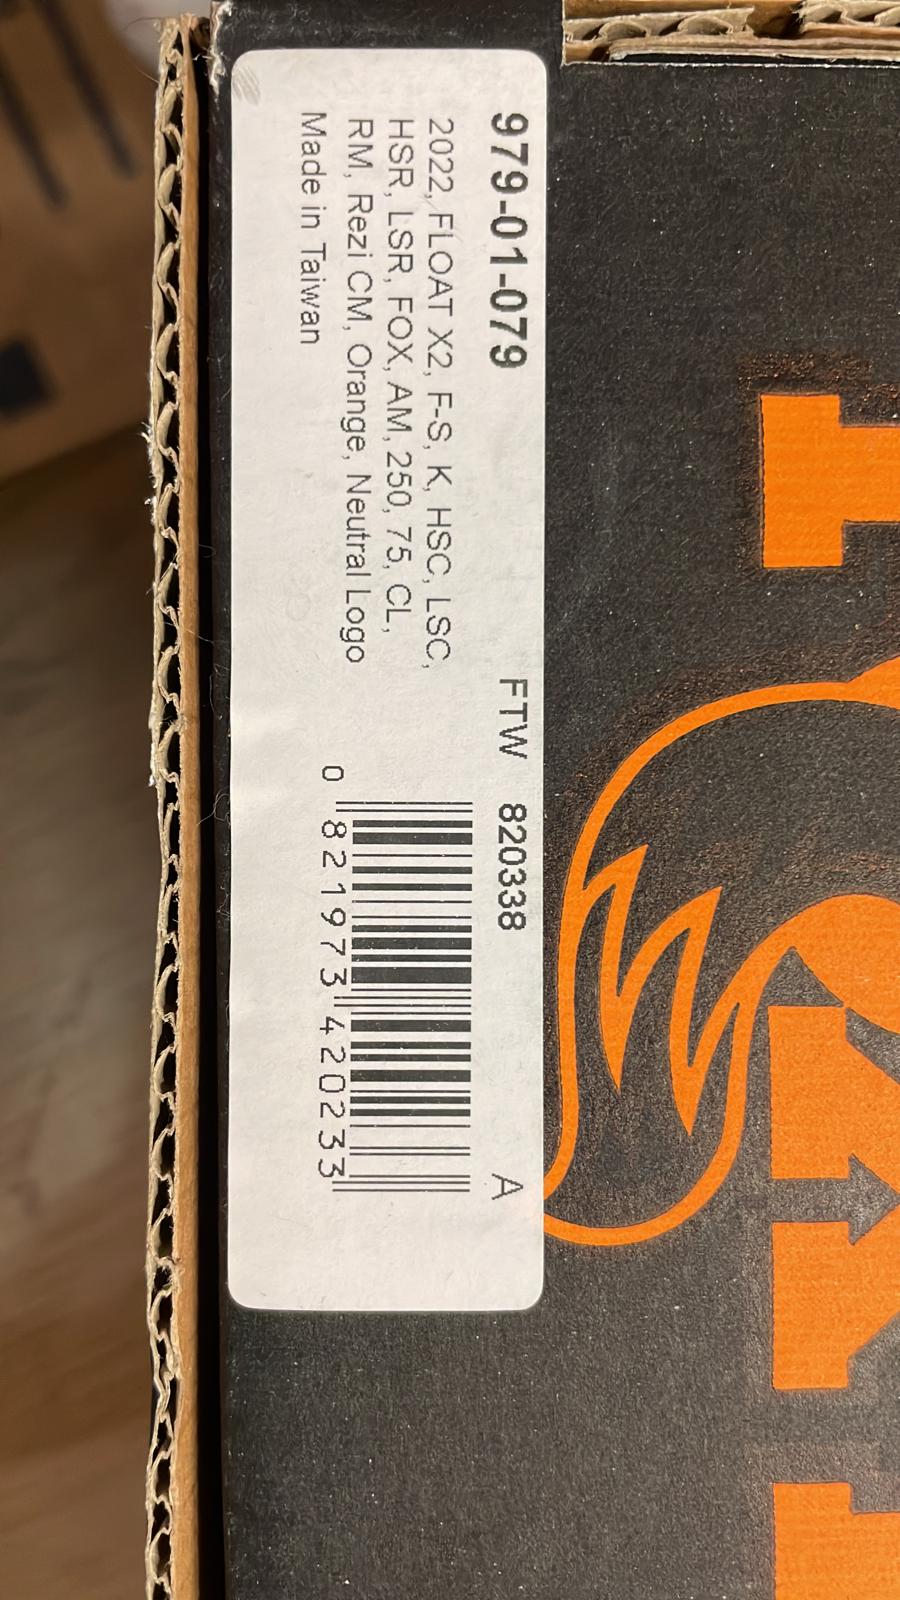 979-01-079
FTW 820338 A
2022, FLOAT X2, F-S, K, HSC, LSC,
HSR, LSR, FOX, AM, 250, 75, CL,
RM, Rezi CM, Orange, Neutral Logo
Made in Taiwan
0 821973 420233